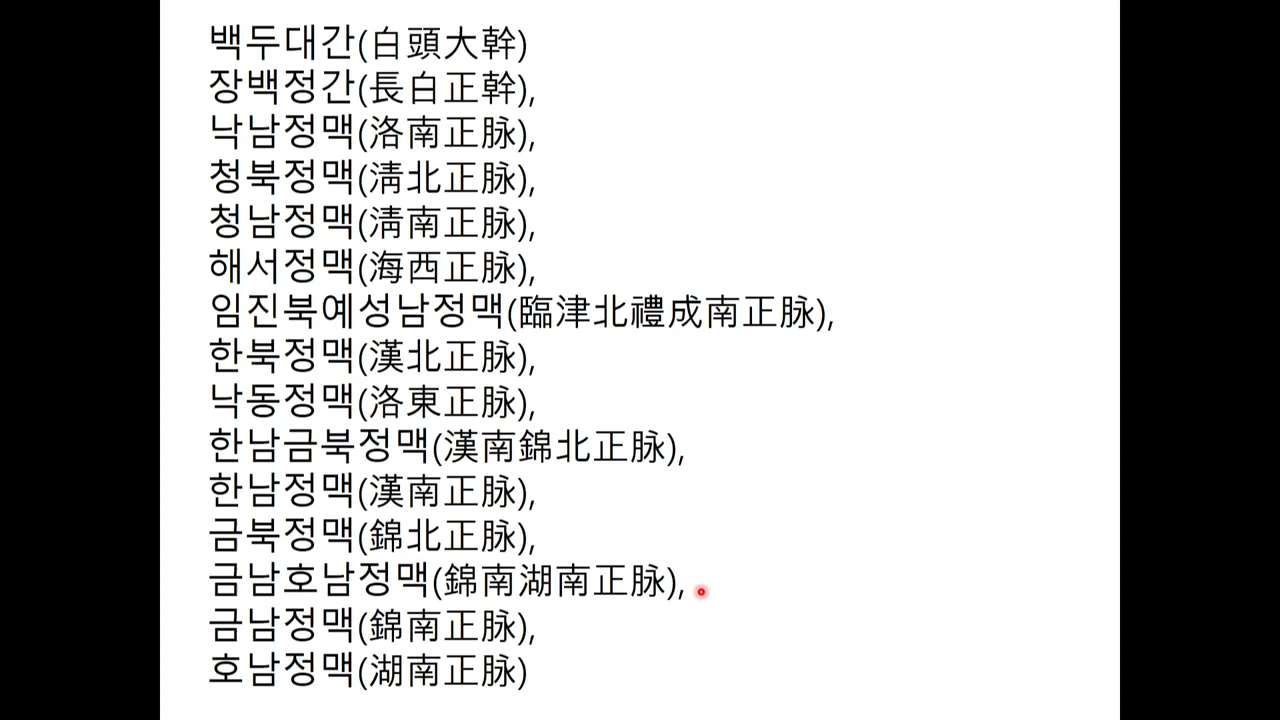 백두대간(白頭大幹)
장백정간(長白正幹),
낙남정맥(洛南正脉),
청북정맥(淸北正脉),
청남정맥(淸南正脉),
해서정맥(海西正脉),
임진북예성남정맥(臨津北禮成南正脉),
한북정맥(漢北正脉),
낙동정맥(洛東正脉),
한남금북정맥(漢南錦北正脉),
한남정맥(漢南正脉),
금북정맥(錦北正脉),
금남호남정맥(錦南湖南正脉),
금남정맥(錦南正脉),
호남정맥(湖南正脉)